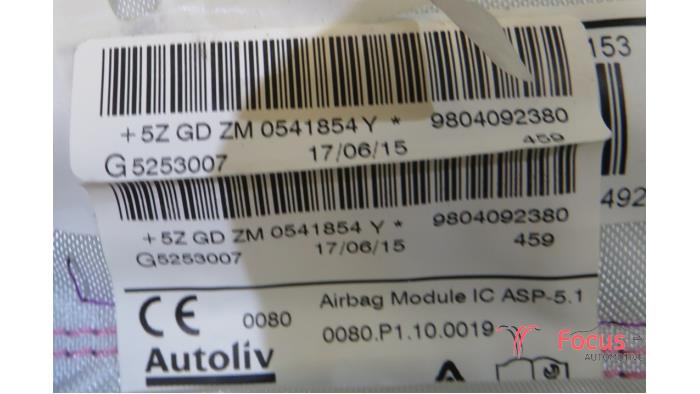 153
+ 5Z GD ZM 0541854 Y * 9804092380
G5253007 17/06/15 459
492
+ 5Z GD ZM 0541854 Y * 9804092380
G5253007 17/06/15 459
CE 0080 Airbag Module IC ASP-5.1
0080.P1.10.0019
Autoliv
Focus
AUTOMOTIVE